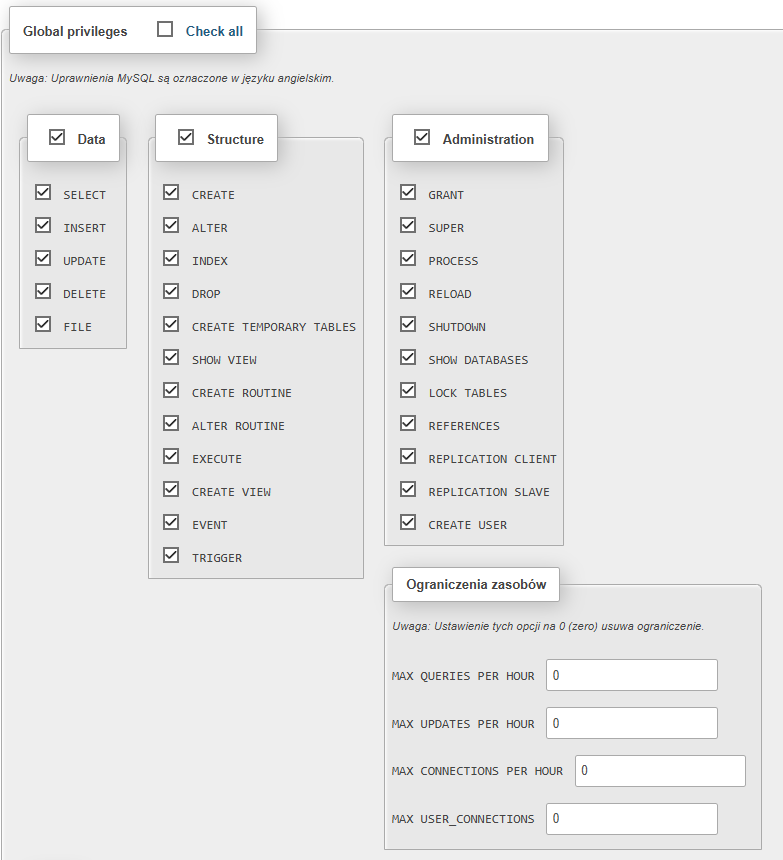 Global privileges Check all
Uwaga: Uprawnienia MySQL są oznaczone w języku angielskim.
Data
SELECT
INSERT
UPDATE
DELETE
FILE
Structure
CREATE
ALTER
INDEX
DROP
CREATE TEMPORARY TABLES
SHOW VIEW
CREATE ROUTINE
ALTER ROUTINE
EXECUTE
CREATE VIEW
EVENT
TRIGGER
Administration
GRANT
SUPER
PROCESS
RELOAD
SHUTDOWN
SHOW DATABASES
LOCK TABLES
REFERENCES
REPLICATION CLIENT
REPLICATION SLAVE
CREATE USER
Ograniczenia zasobów
Uwaga: Ustawienie tych opcji na 0 (zero) usuwa ograniczenie.
MAX QUERIES PER HOUR 0
MAX UPDATES PER HOUR 0
MAX CONNECTIONS PER HOUR 0
MAX USER_CONNECTIONS 0